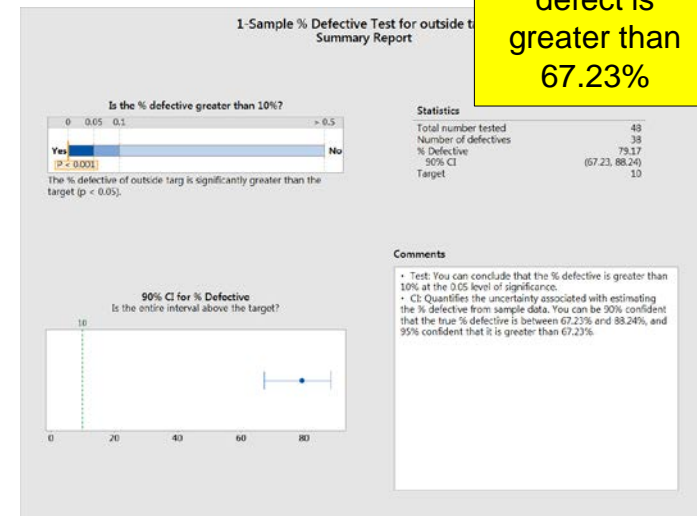 defect is
greater than
67.23%
1-Sample % Defective Test for outside ta
Summary Report
Is the % defective greater than 10%?
0 0.05 0.1 > 0.5
Yes No
P < 0.001
The % defective of outside targ is significantly greater than the
target (p < 0.05).
Statistics
Total number tested 48
Number of defectives 38
% Defective 79.17
90% CI (67.23, 88.24)
Target 10
90% CI for % Defective
Is the entire interval above the target?
10
0 20 40 60 80
Comments
• Test: You can conclude that the % defective is greater than
10% at the 0.05 level of significance.
• CI: Quantifies the uncertainty associated with estimating
the % defective from sample data. You can be 90% confident
that the true % defective is between 67.23% and 88.24%, and
95% confident that it is greater than 67.23%.